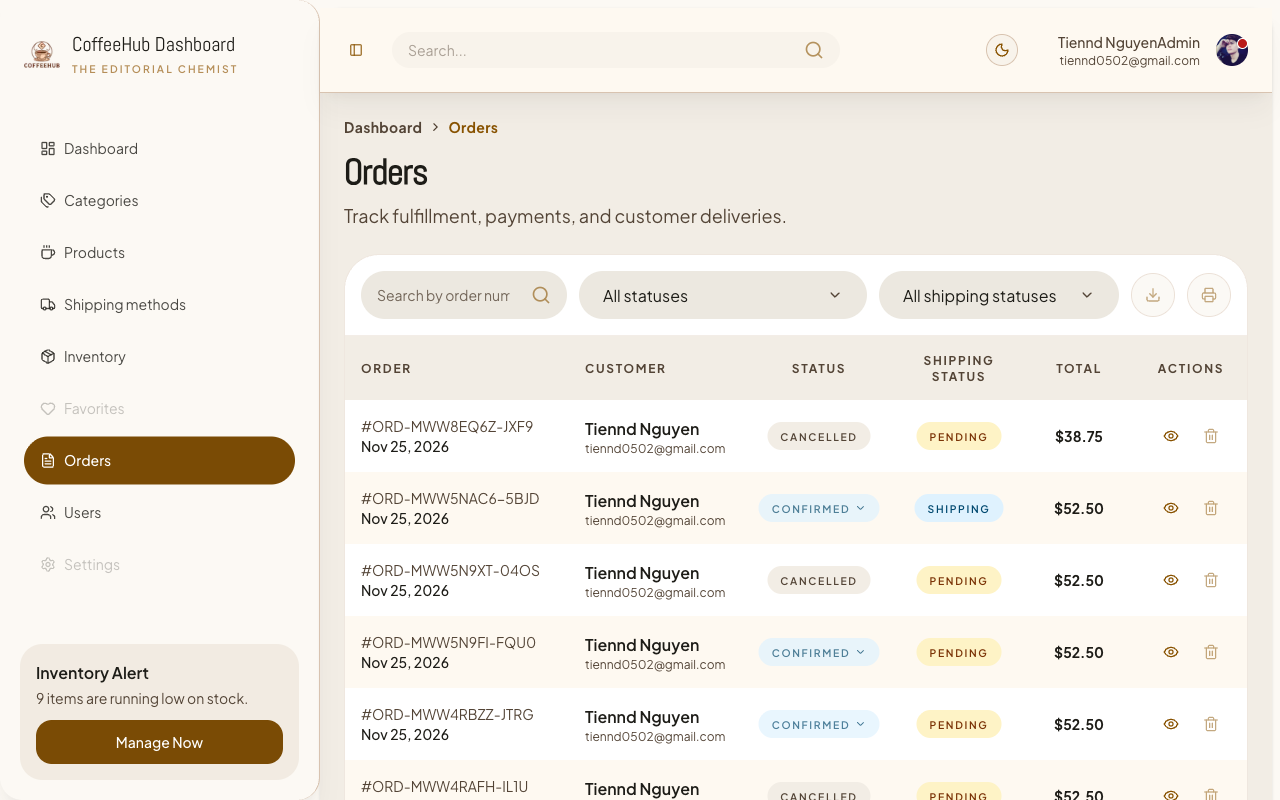 CoffeeHub Dashboard
THE EDITORIAL CHEMIST
COFFEEHUB
Dashboard
Categories
Products
Shipping methods
Inventory
Favorites
Orders
Users
Settings
Inventory Alert
9 items are running low on stock.
Manage Now
Search...
Tiennd NguyenAdmin
tiennd0502@gmail.com
Dashboard > Orders
Orders
Track fulfillment, payments, and customer deliveries.
Search by order num
All statuses
All shipping statuses
ORDER CUSTOMER STATUS SHIPPING STATUS TOTAL ACTIONS
#ORD-MWW8EQ6Z-JXF9 Tiennd Nguyen CANCELLED PENDING $38.75
Nov 25, 2026 tiennd0502@gmail.com
#ORD-MWW5NAC6-5BJD Tiennd Nguyen CONFIRMED SHIPPING $52.50
Nov 25, 2026 tiennd0502@gmail.com
#ORD-MWW5N9XT-04OS Tiennd Nguyen CANCELLED PENDING $52.50
Nov 25, 2026 tiennd0502@gmail.com
#ORD-MWW5N9FI-FQU0 Tiennd Nguyen CONFIRMED PENDING $52.50
Nov 25, 2026 tiennd0502@gmail.com
#ORD-MWW4RBZZ-JTRG Tiennd Nguyen CONFIRMED PENDING $52.50
Nov 25, 2026 tiennd0502@gmail.com
#ORD-MWW4RAFH-IL1U Tiennd Nguyen CANCELLED PENDING $52.50